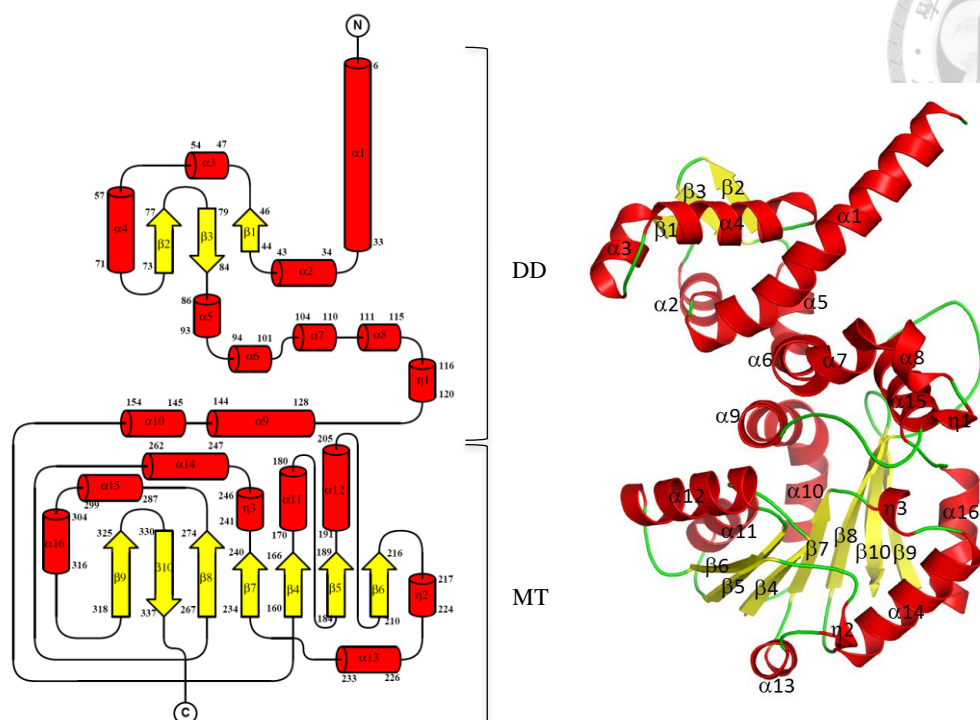 N
6
α1
33
54 47
α3
57
α4
71
77
β2
73
79
β3
84
46
β1
44
43 34
α2
86
α5
93
94 101
α6
104 110
α7
111 115
α8
116
η1
120
154 145
α10
144 128
α9
262 247
α14
α15
299 287
304
α16
316
325
β9
318
330
β10
337
274
β8
267
246
η3
241
240
β7
234
180
α11
170
166
β4
160
205
α12
191
189
β5
184
216
β6
210
217
η2
224
α13
233 226
C
DD
MT
β3
β2
β1
α4
α3
α1
α2
α5
α6
α7
α8
α15
η1
α9
α12
α11
α10
η3
α16
β7
β8
β10
β9
β6
β5
β4
α14
η2
α13